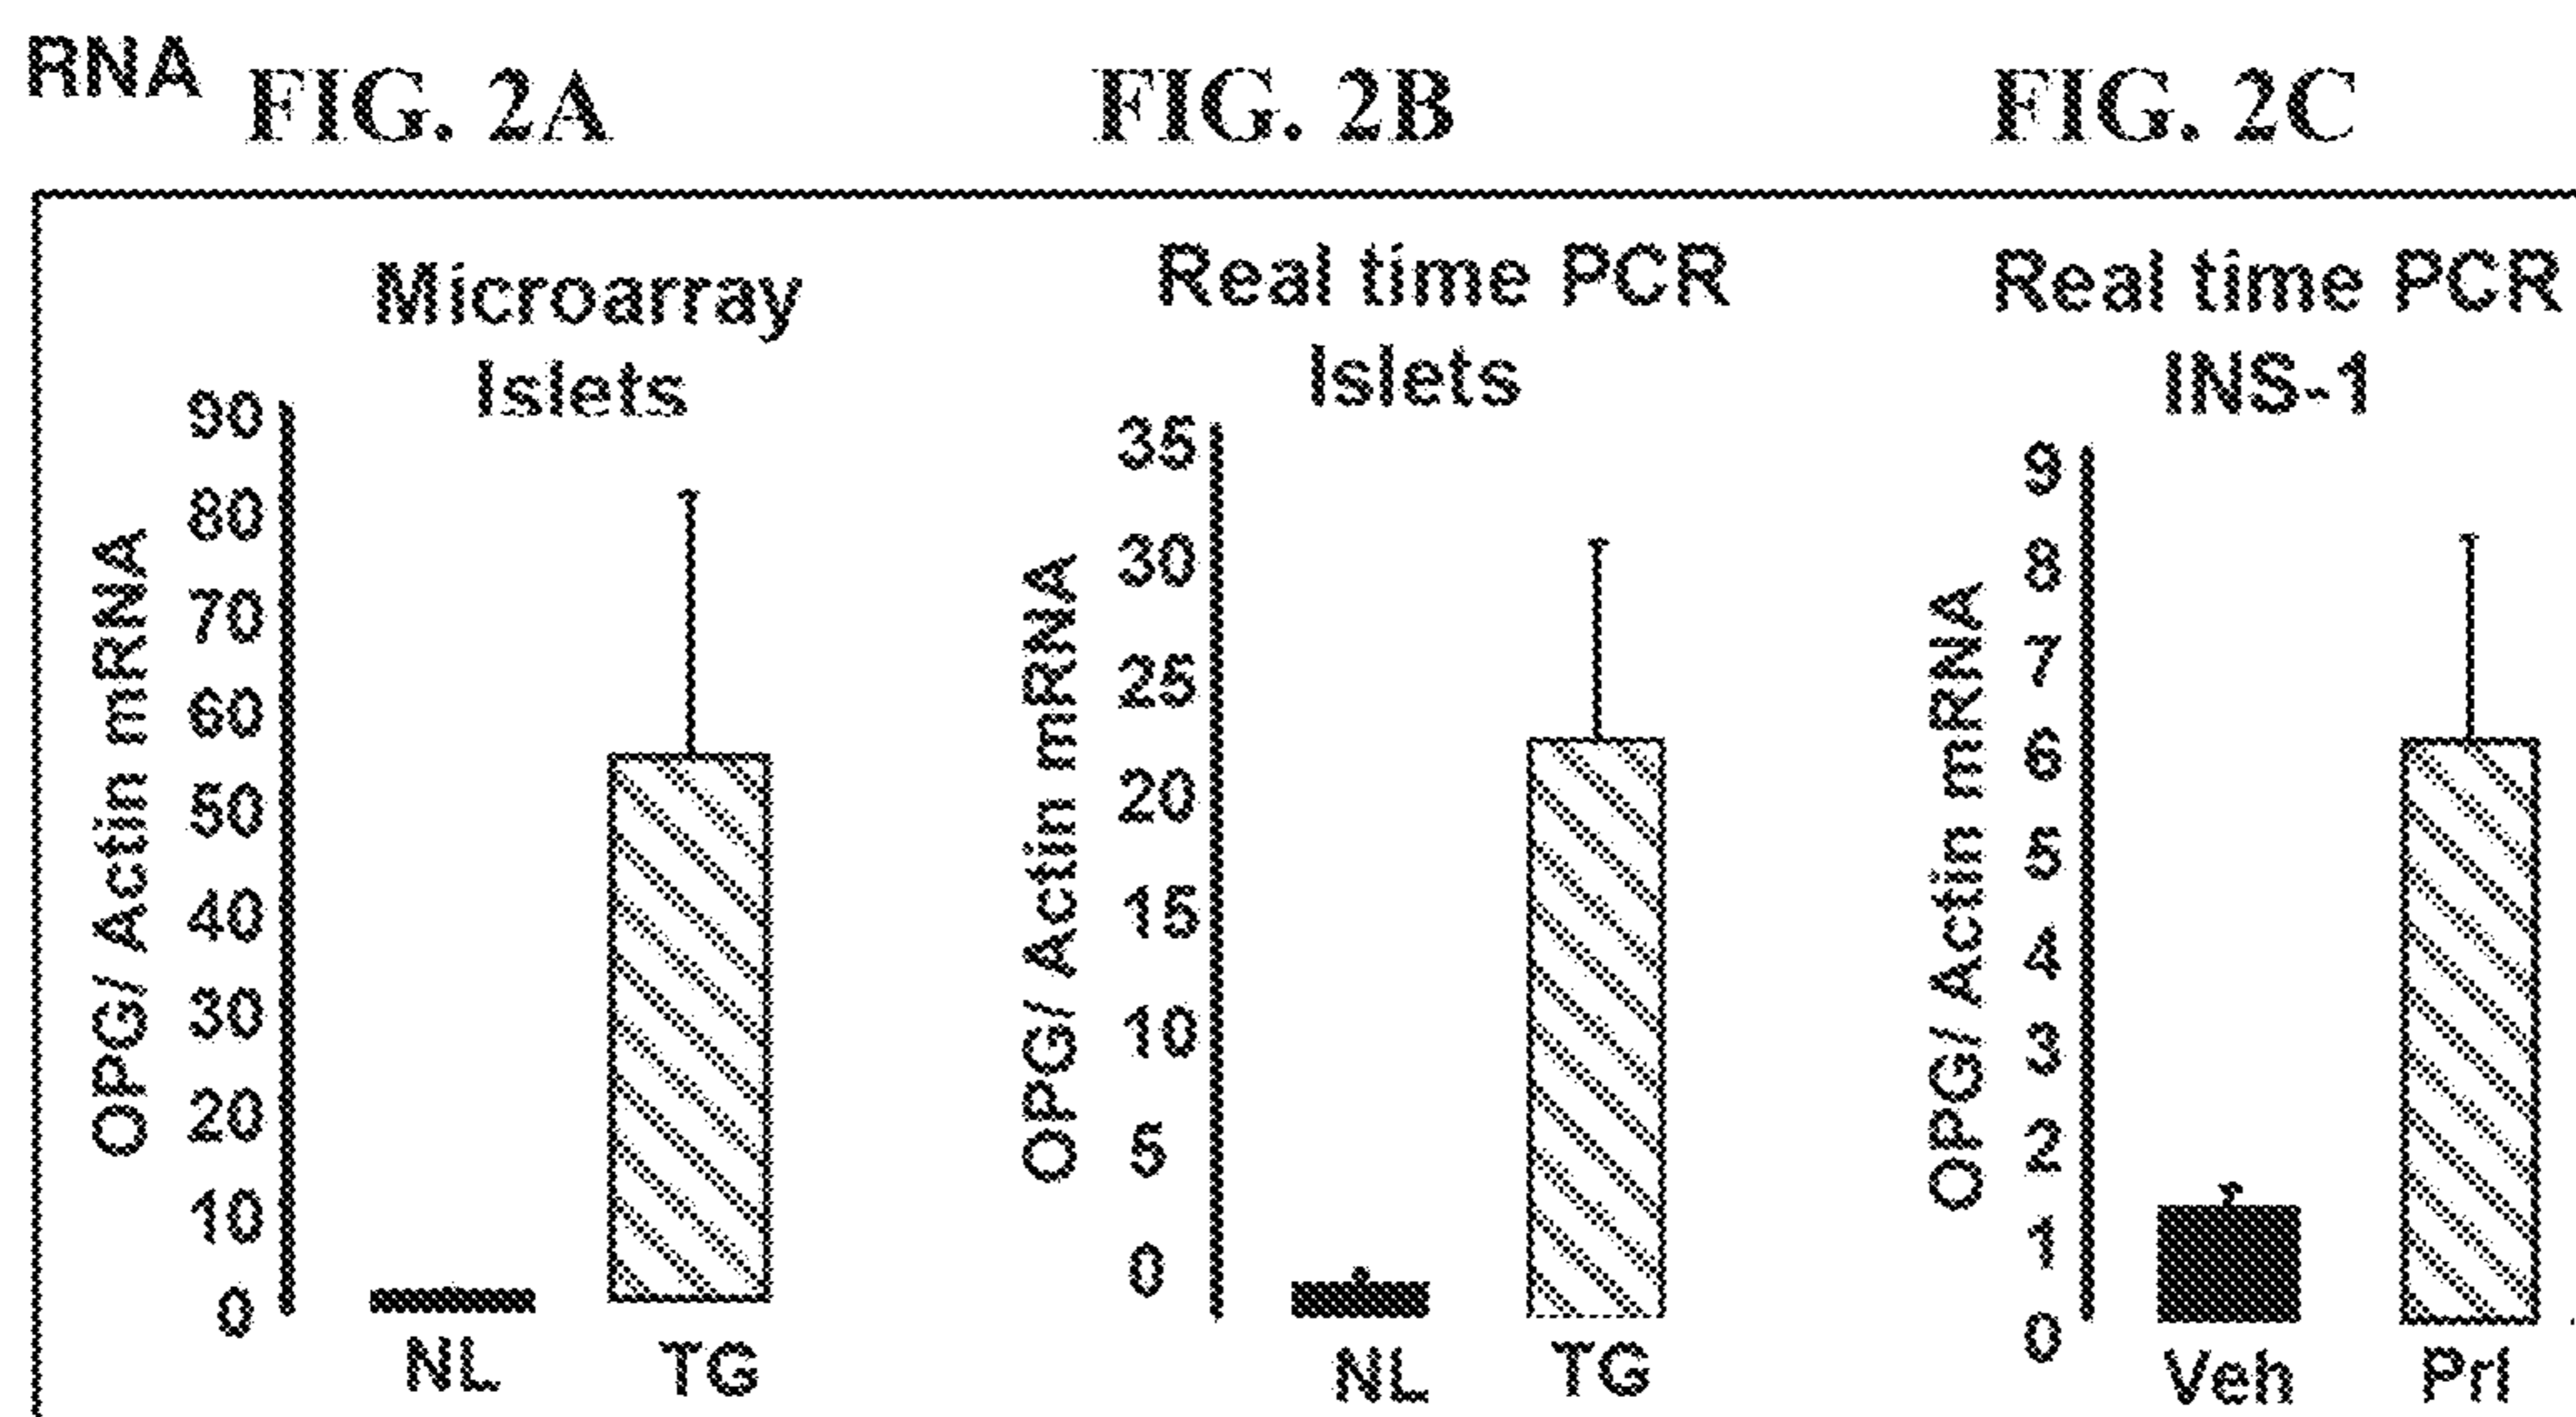 RNA FIG. 2A FIG. 2B FIG. 2C
Microarray
Islets
OPG/ Actin mRNA
90
80
70
60
50
40
30
20
10
0
NL TG
Real time PCR
Islets
OPG/ Actin mRNA
35
30
25
20
15
10
5
0
NL TG
Real time PCR
INS-1
OPG/ Actin mRNA
9
8
7
6
5
4
3
2
1
0
Veh Prl